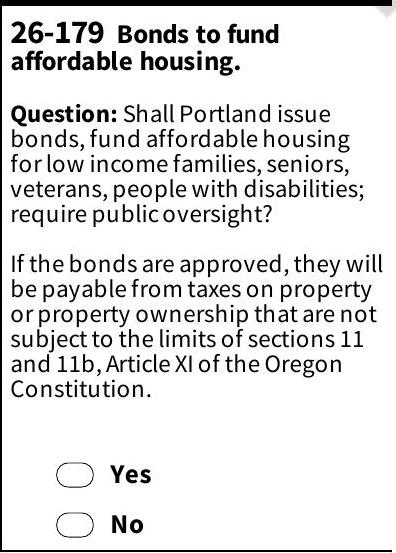 26-179 Bonds to fund
affordable housing.
Question: Shall Portland issue
bonds, fund affordable housing
for low income families, seniors,
veterans, people with disabilities;
require public oversight?
If the bonds are approved, they will
be payable from taxes on property
or property ownership that are not
subject to the limits of sections 11
and 11b, Article XI of the Oregon
Constitution.
Yes
No